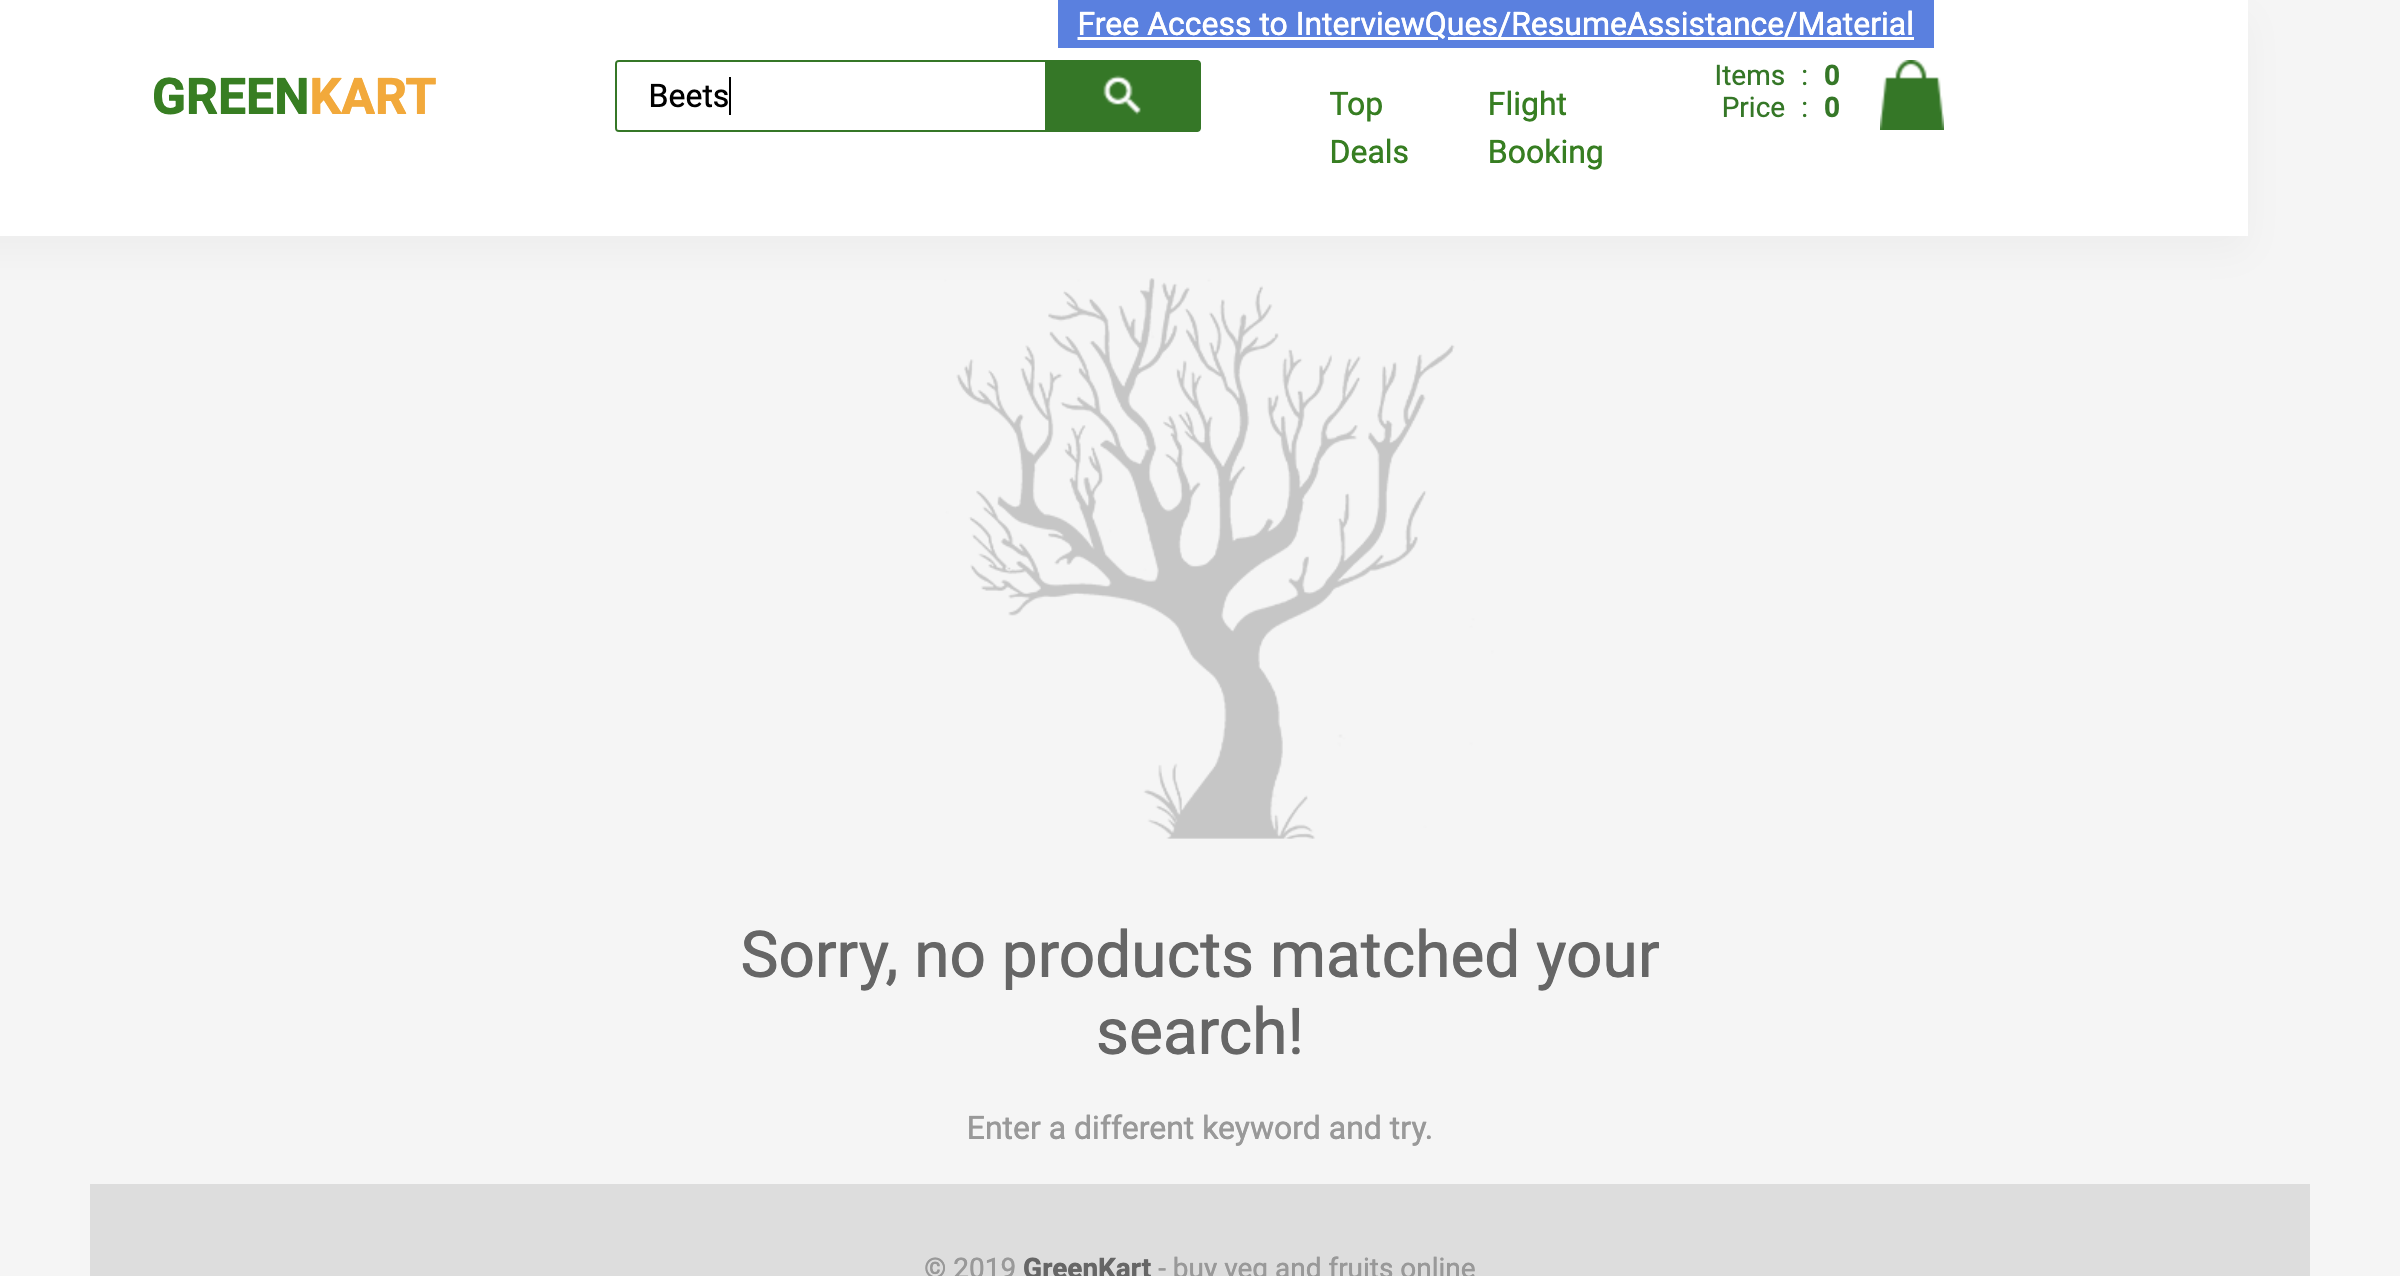 Free Access to InterviewQues/ResumeAssistance/Material
GREENKART
Beets
Top
Deals
Flight
Booking
Items : 0
Price : 0
Sorry, no products matched your
search!
Enter a different keyword and try.
© 2019 GreenKart - buy veg and fruits online